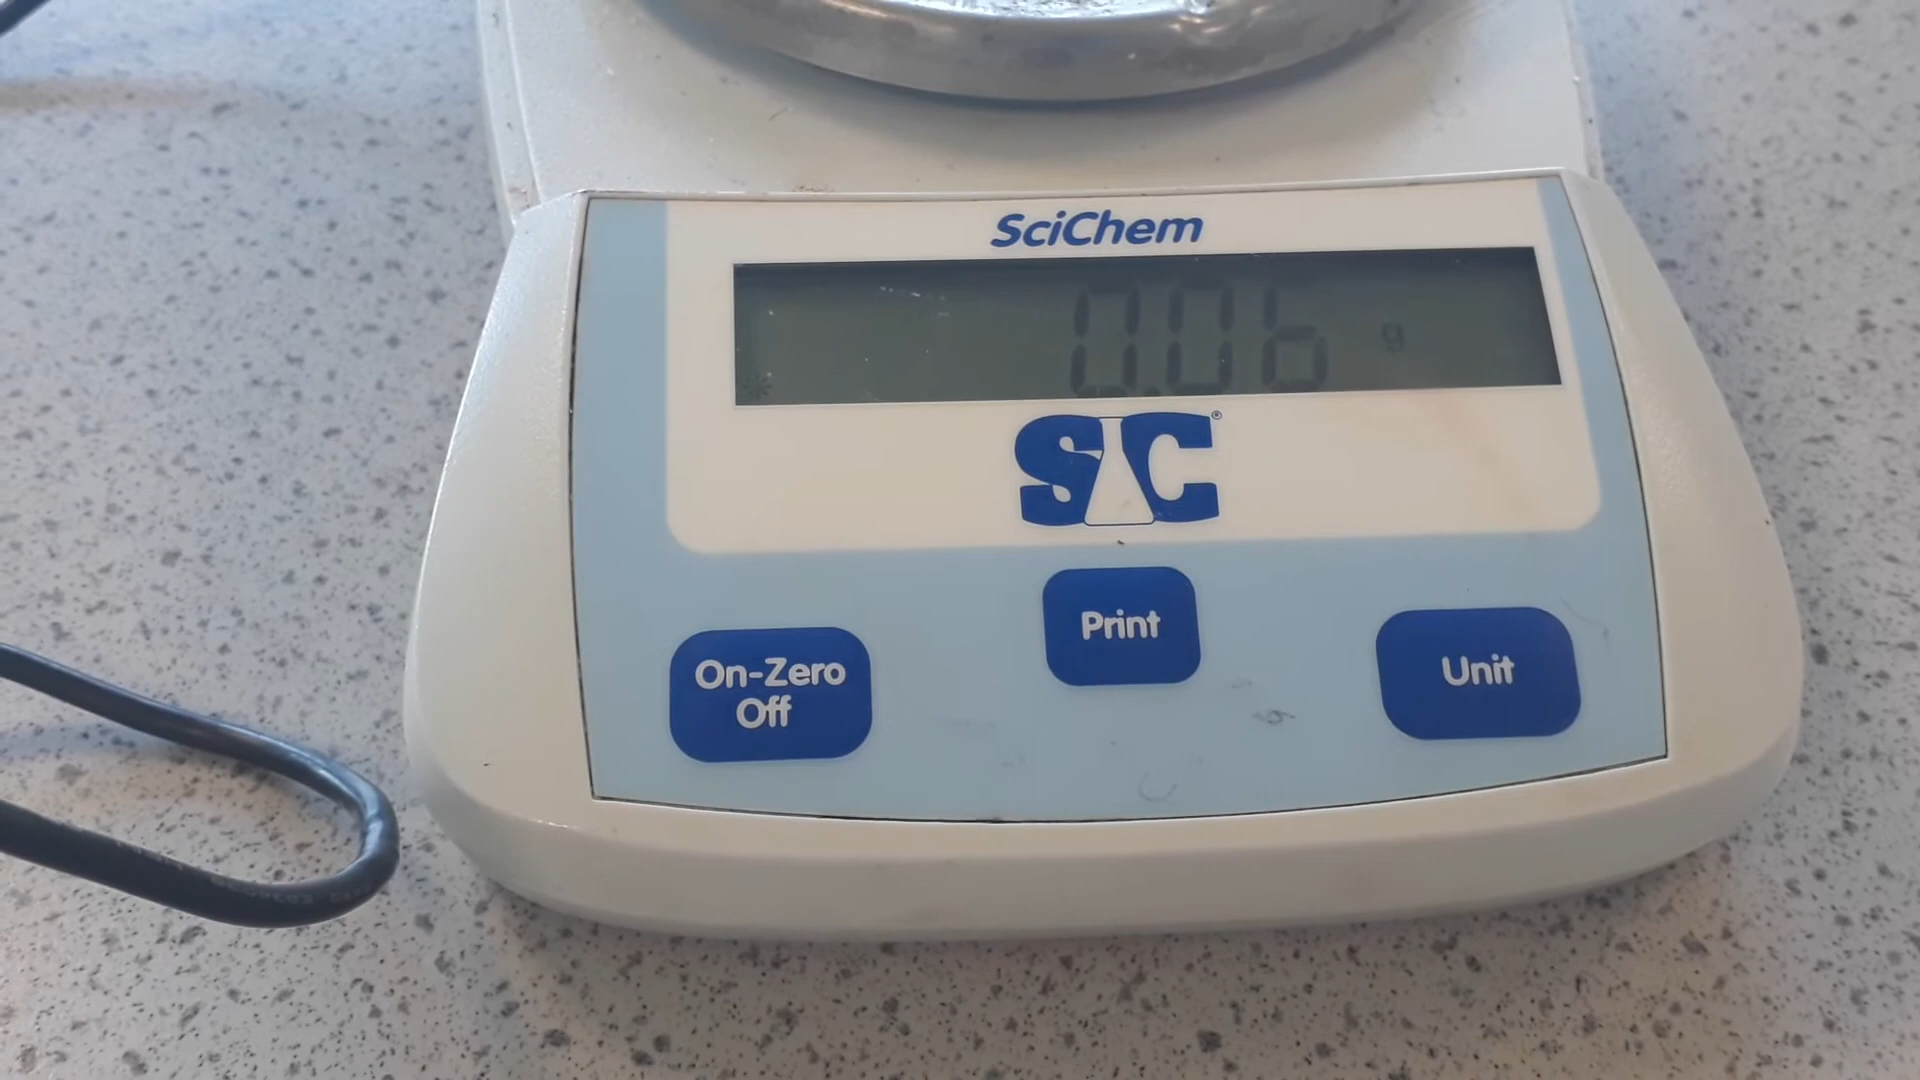 SciChem
0.06 g
SC®
Print
On-Zero
Off
Unit